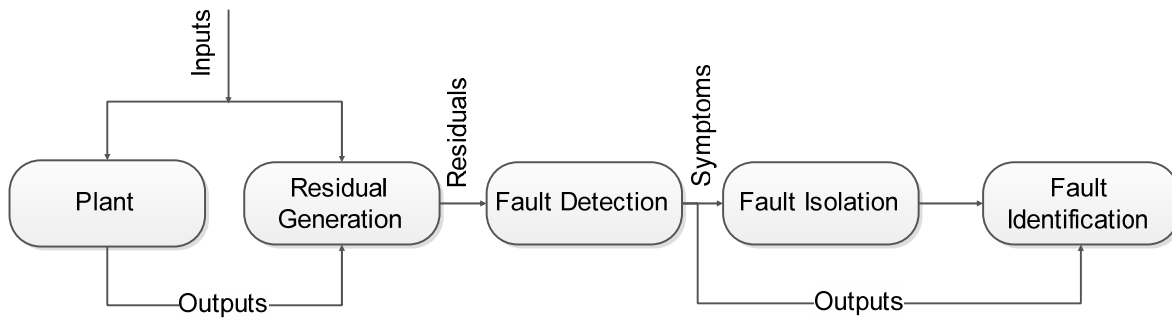 Inputs
Plant
Residual
Generation
Residuals
Fault Detection
Symptoms
Fault Isolation
Fault
Identification
Outputs
Outputs